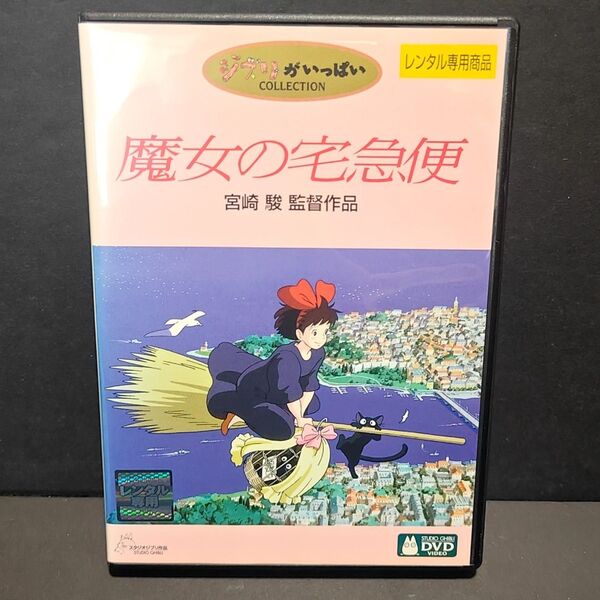 ジブリがいっぱい
COLLECTION
レンタル専用商品
魔女の宅急便
宮崎 駿 監督作品
レンタル
専用
スタジオジブリ作品
STUDIO GHIBLI
STUDIO GHIBLI
DVD
VIDEO